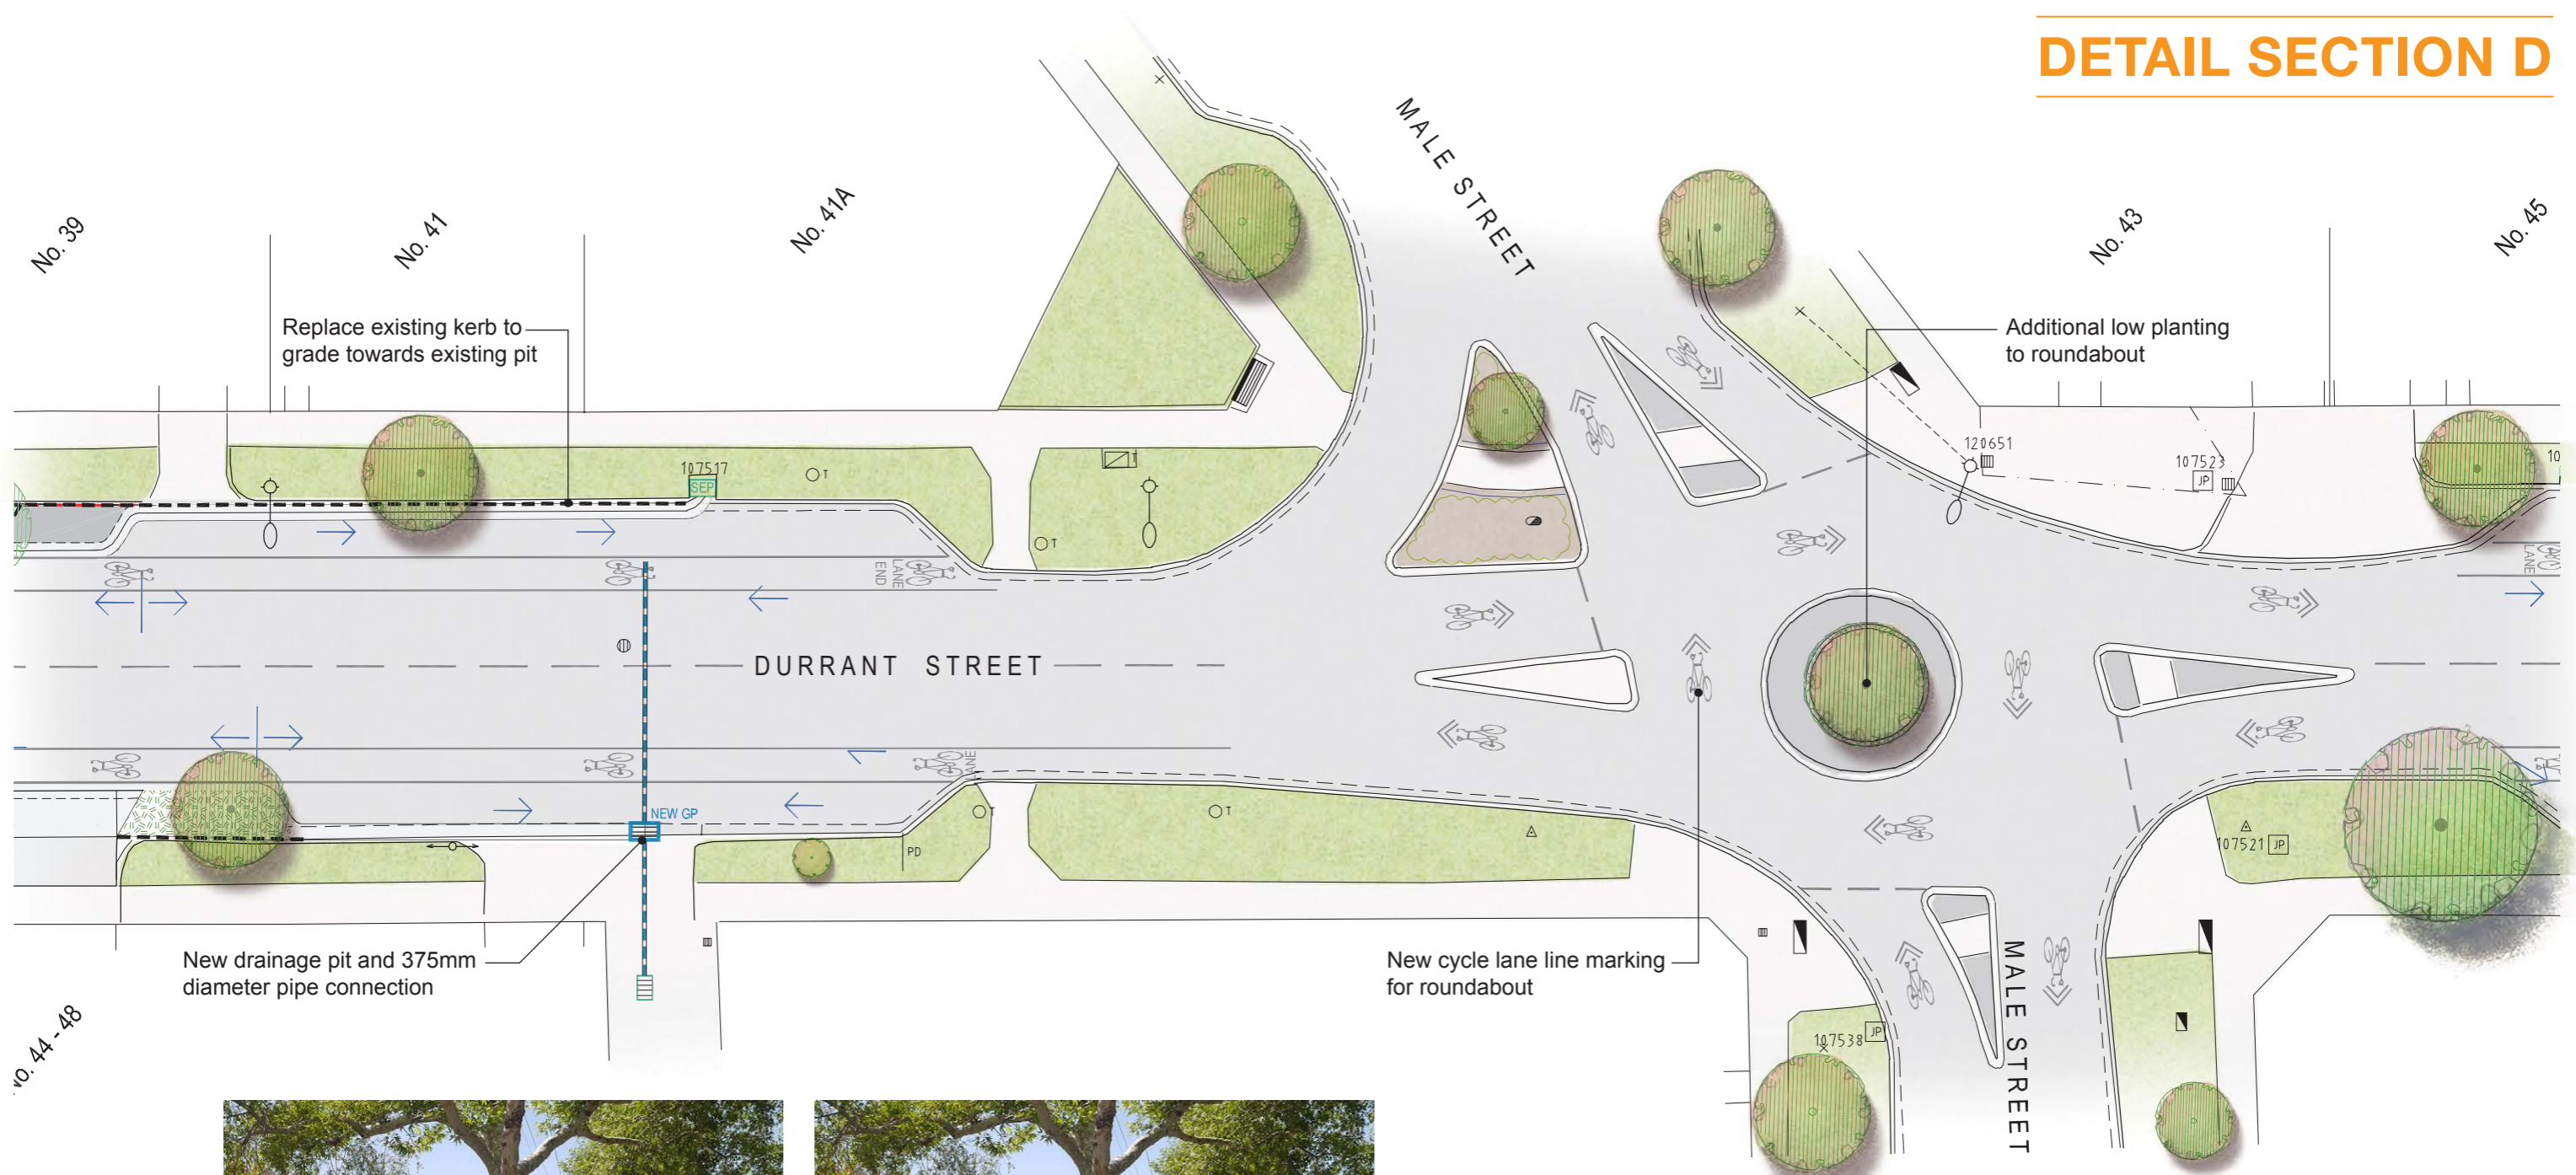 DETAIL SECTION D
MALE STREET
No. 39
No. 41
No. 41A
No. 43
No. 45
Replace existing kerb to
grade towards existing pit
Additional low planting
to roundabout
120651
107517
SEP
T
T
T
107523
JP
LANE
END
LANE
DURRANT STREET
LANE
NEW GP
PD
T
T
107521
JP
New drainage pit and 375mm
diameter pipe connection
New cycle lane line marking
for roundabout
MALE STREET
44 - 48
107538
JP